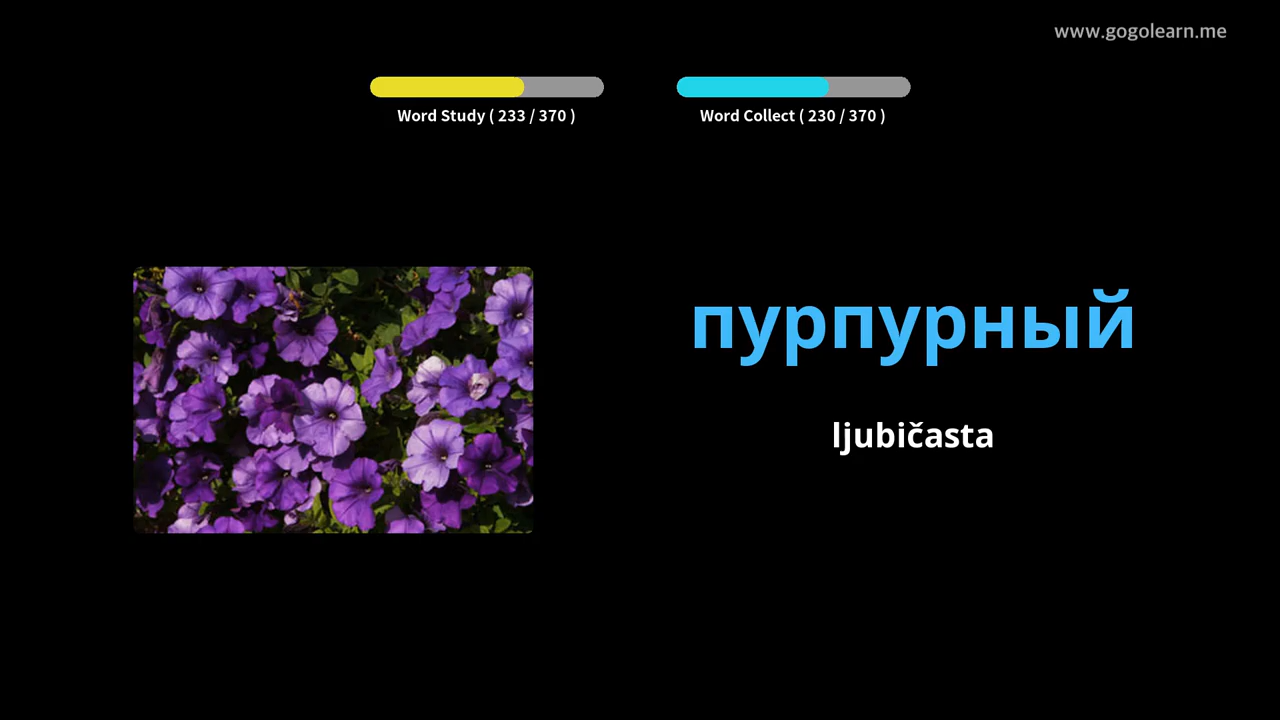 www.gogolearn.me
Word Study ( 233 / 370 )
Word Collect ( 230 / 370 )
пурпурный
ljubičasta